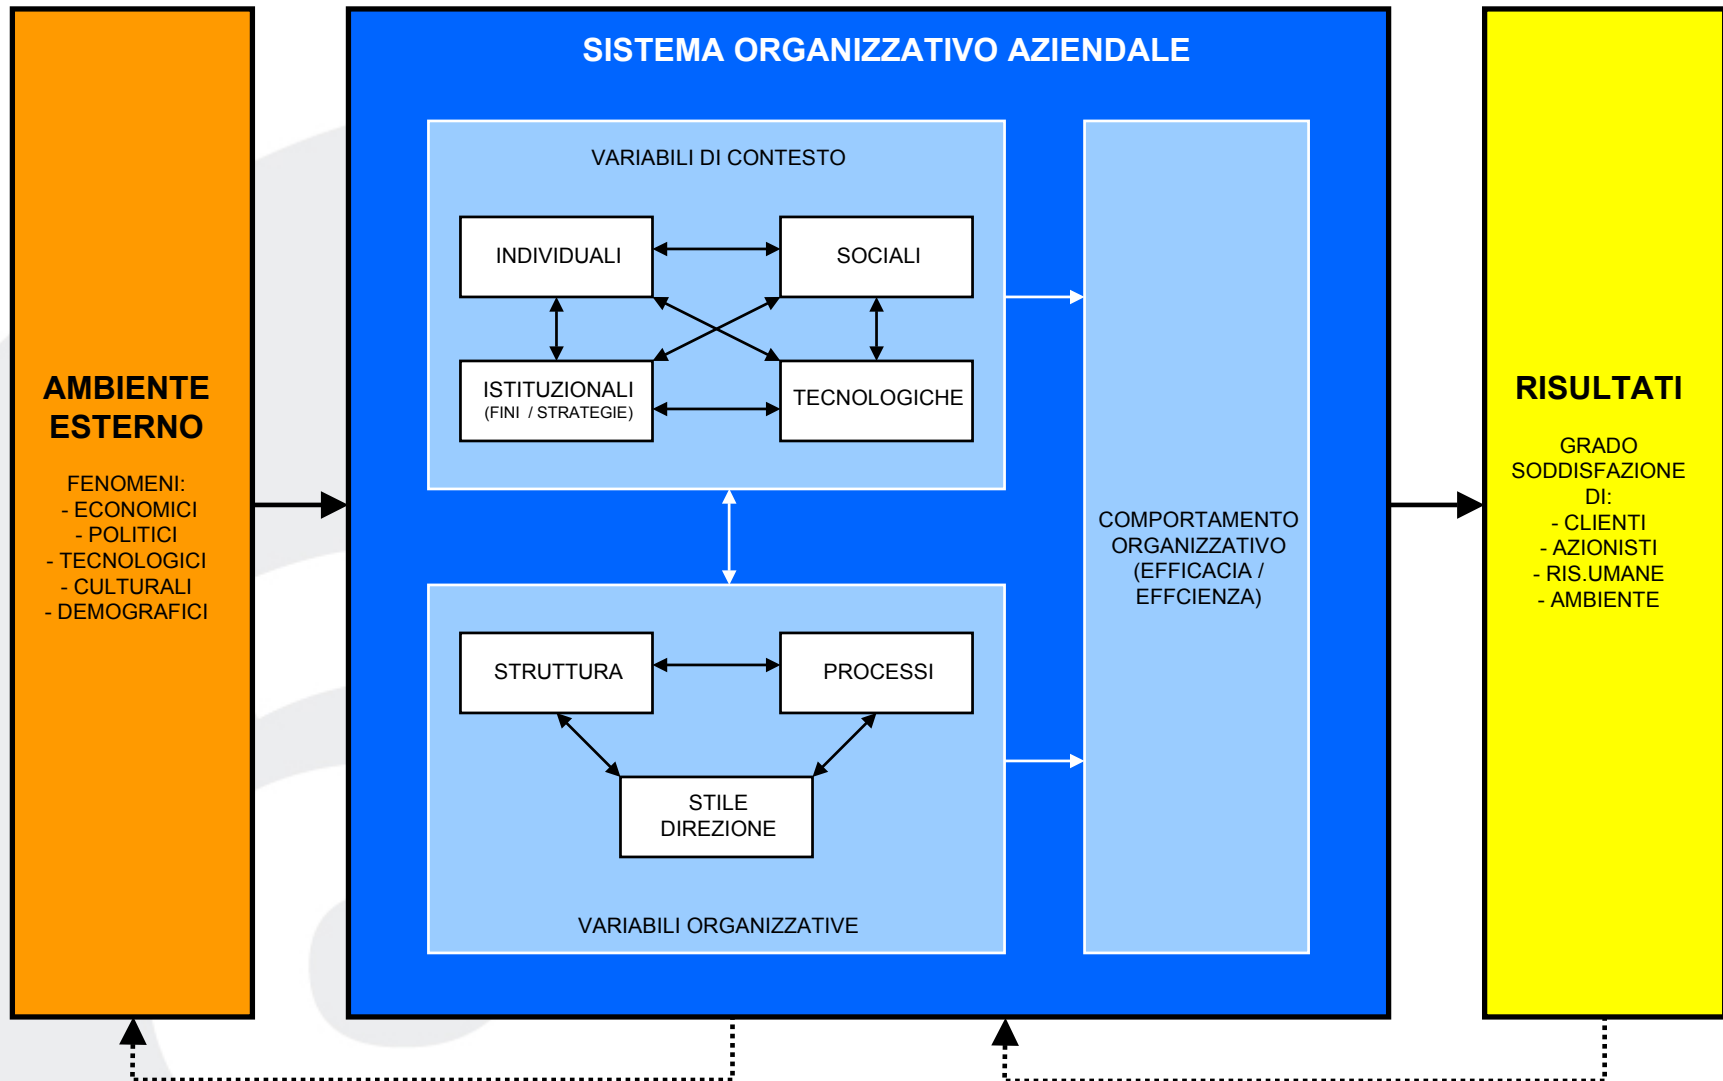 AMBIENTE
ESTERNO
FENOMENI:
- ECONOMICI
- POLITICI
- TECNOLOGICI
- CULTURALI
- DEMOGRAFICI
SISTEMA ORGANIZZATIVO AZIENDALE
VARIABILI DI CONTESTO
INDIVIDUALI
SOCIALI
ISTITUZIONALI
(FINI / STRATEGIE)
TECNOLOGICHE
STRUTTURA
PROCESSI
STILE
DIREZIONE
VARIABILI ORGANIZZATIVE
COMPORTAMENTO
ORGANIZZATIVO
(EFFICACIA /
EFFCIENZA)
RISULTATI
GRADO
SODDISFAZIONE
DI:
- CLIENTI
- AZIONISTI
- RIS.UMANE
- AMBIENTE